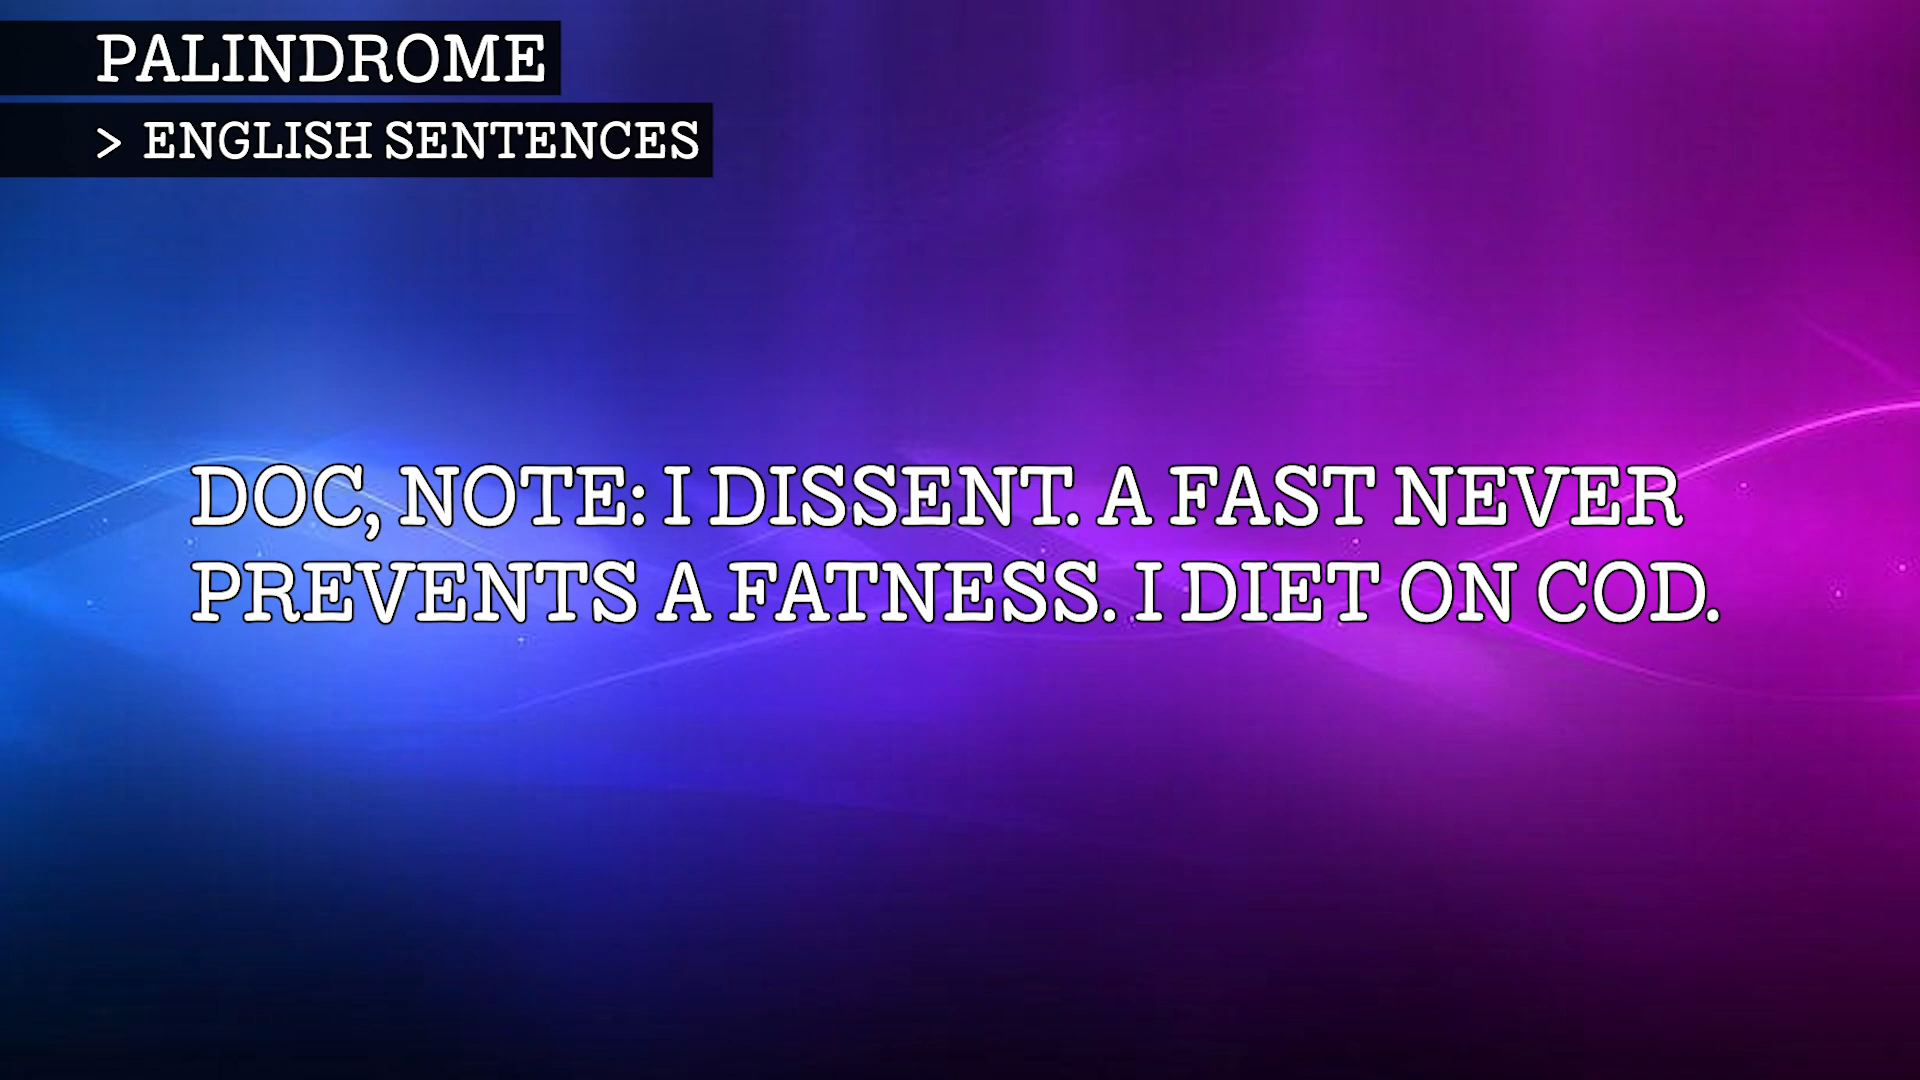 PALINDROME
> ENGLISH SENTENCES
DOC, NOTE: I DISSENT. A FAST NEVER
PREVENTS A FATNESS. I DIET ON COD.